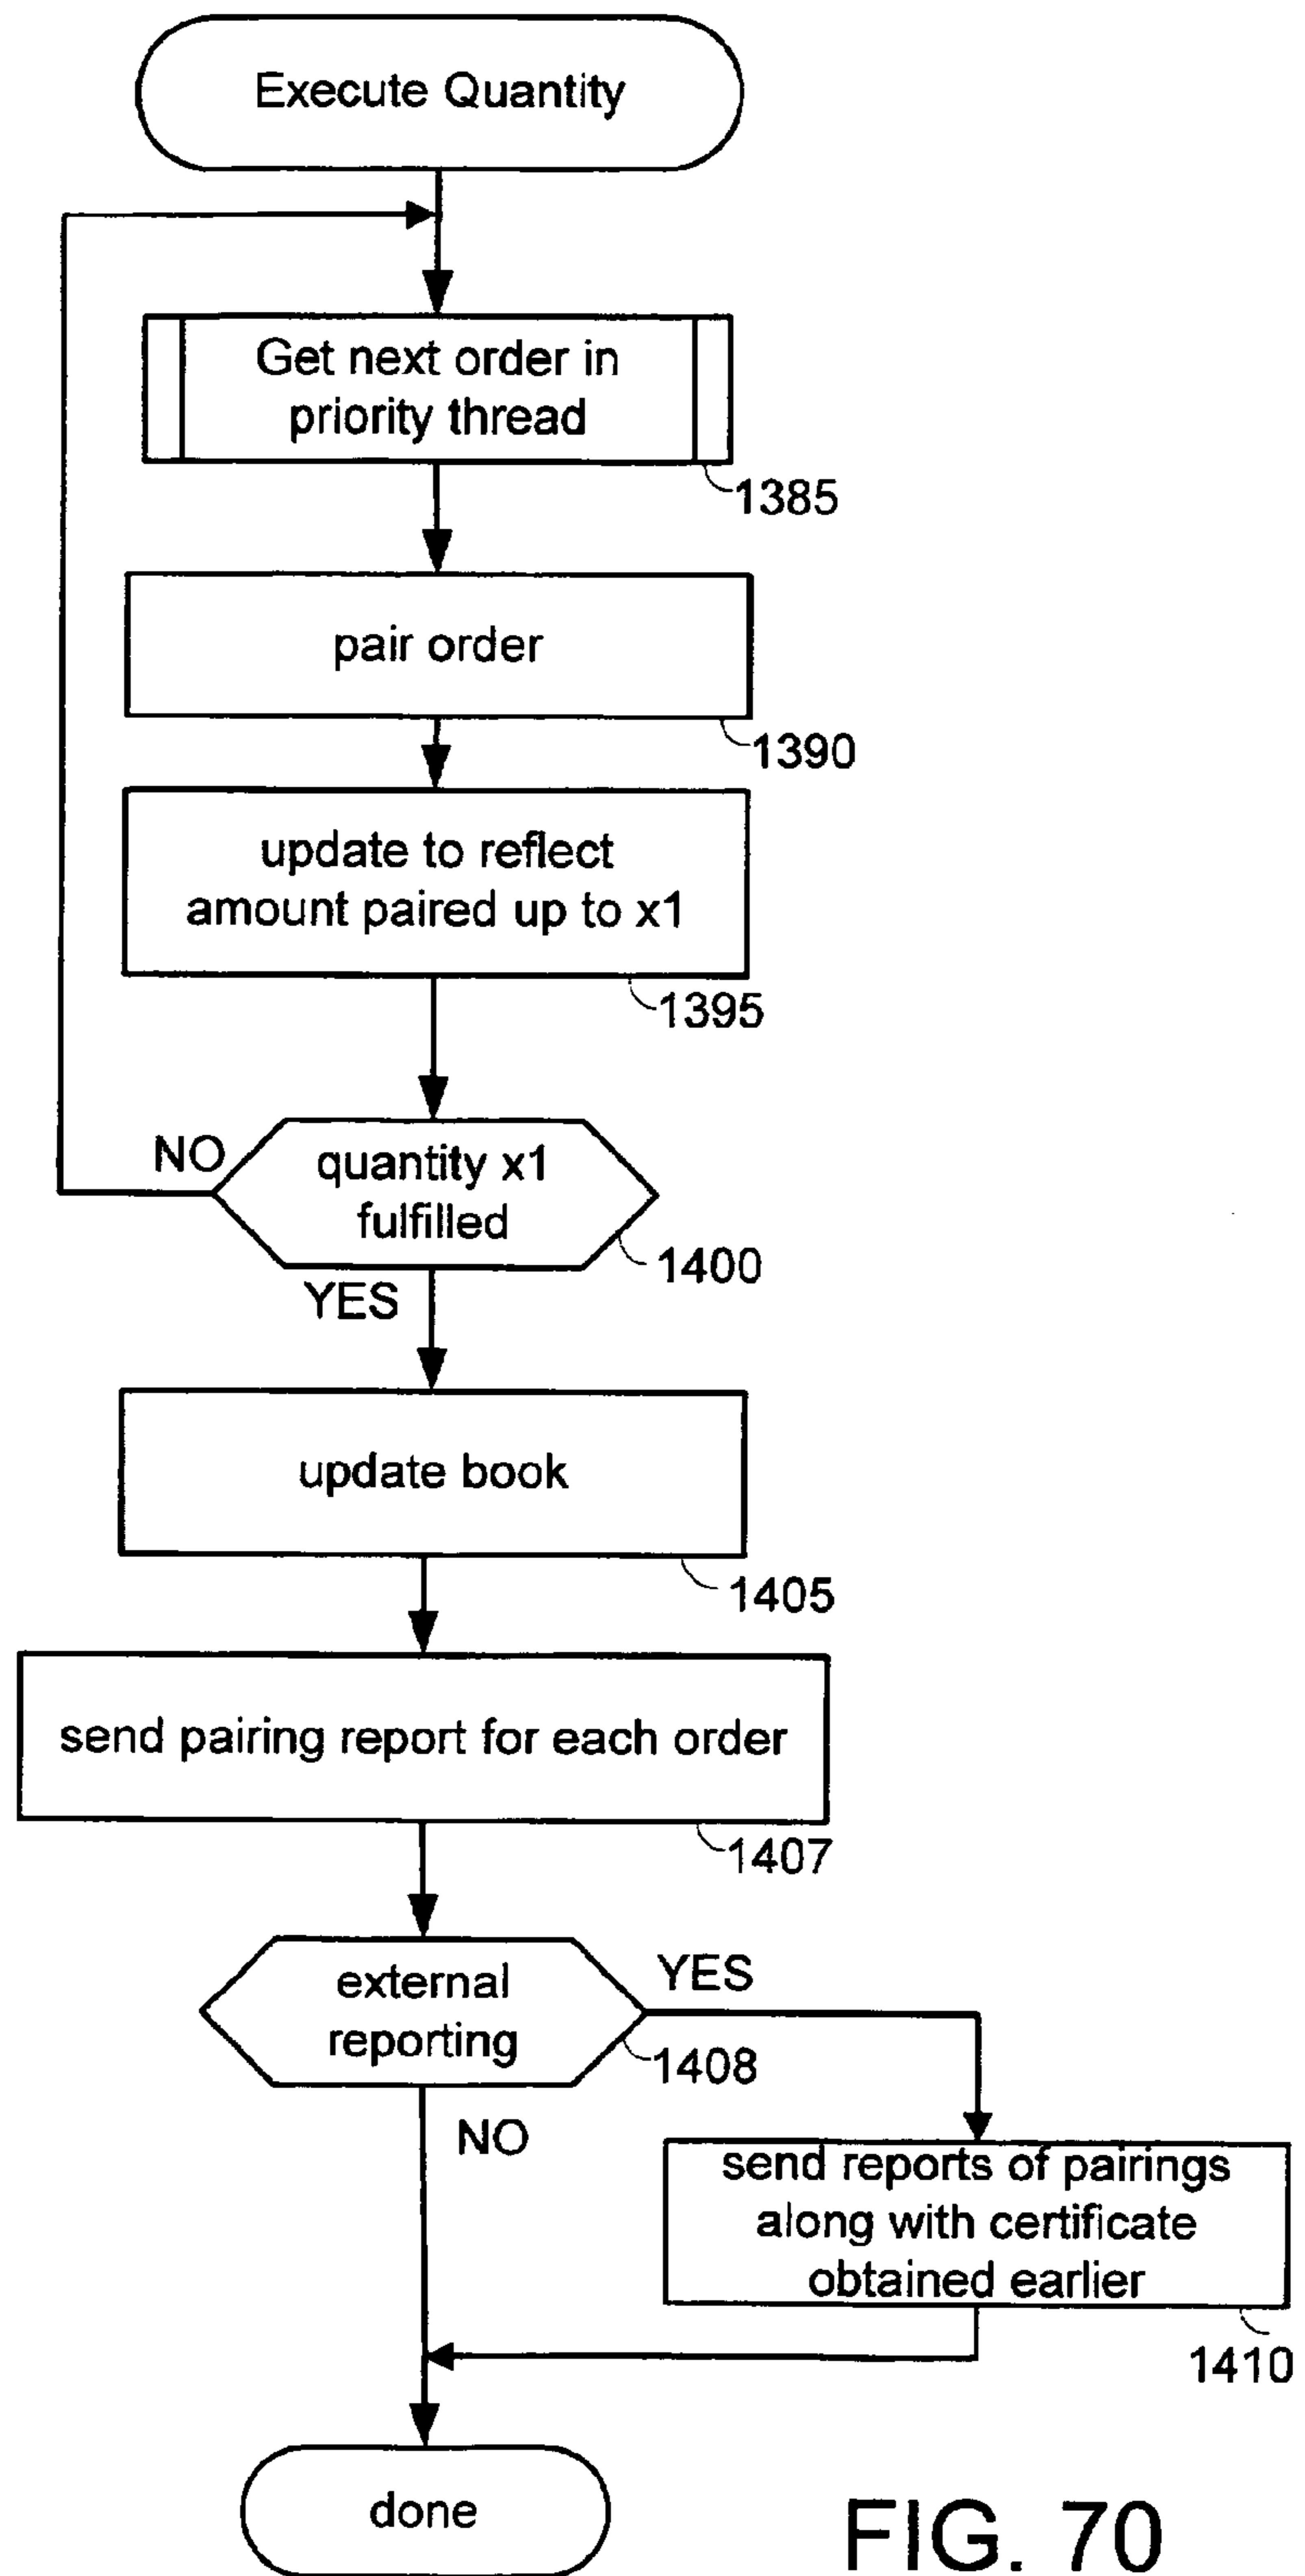 Execute Quantity
Get next order in
priority thread
1385
pair order
1390
update to reflect
amount paired up to x1
1395
NO
quantity x1
fulfilled
1400
YES
update book
1405
send pairing report for each order
1407
external
reporting
YES
1408
NO
send reports of pairings
along with certificate
obtained earlier
1410
done
FIG. 70